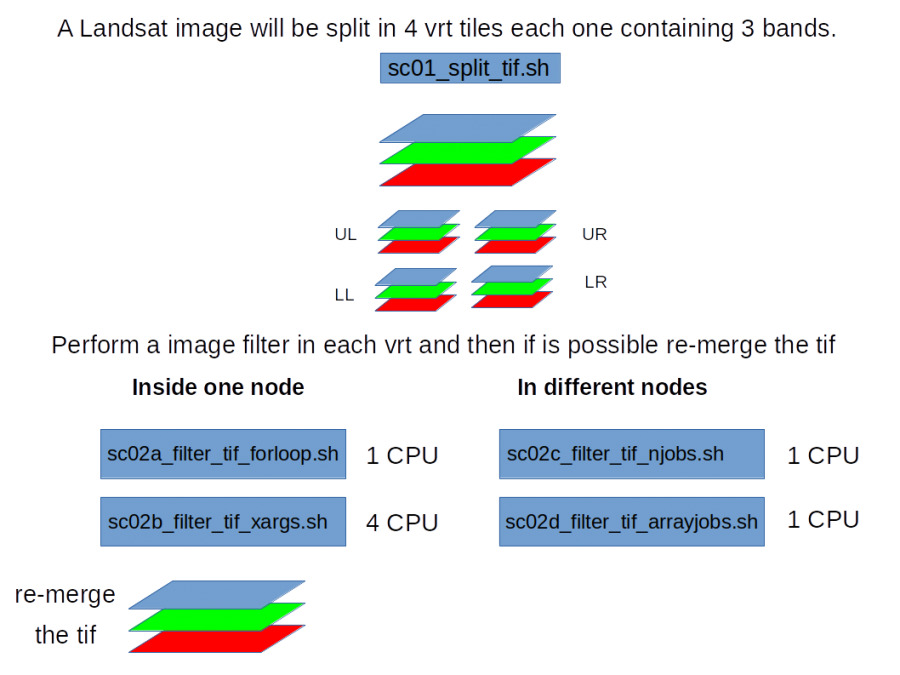 A Landsat image will be split in 4 vrt tiles each one containing 3 bands.
sc01_split_tif.sh
UL
UR
LL
LR
Perform a image filter in each vrt and then if is possible re-merge the tif
Inside one node
In different nodes
sc02a_filter_tif_forloop.sh
1 CPU
sc02c_filter_tif_njobs.sh
1 CPU
sc02b_filter_tif_xargs.sh
4 CPU
sc02d_filter_tif_arrayjobs.sh
1 CPU
re-merge
the tif